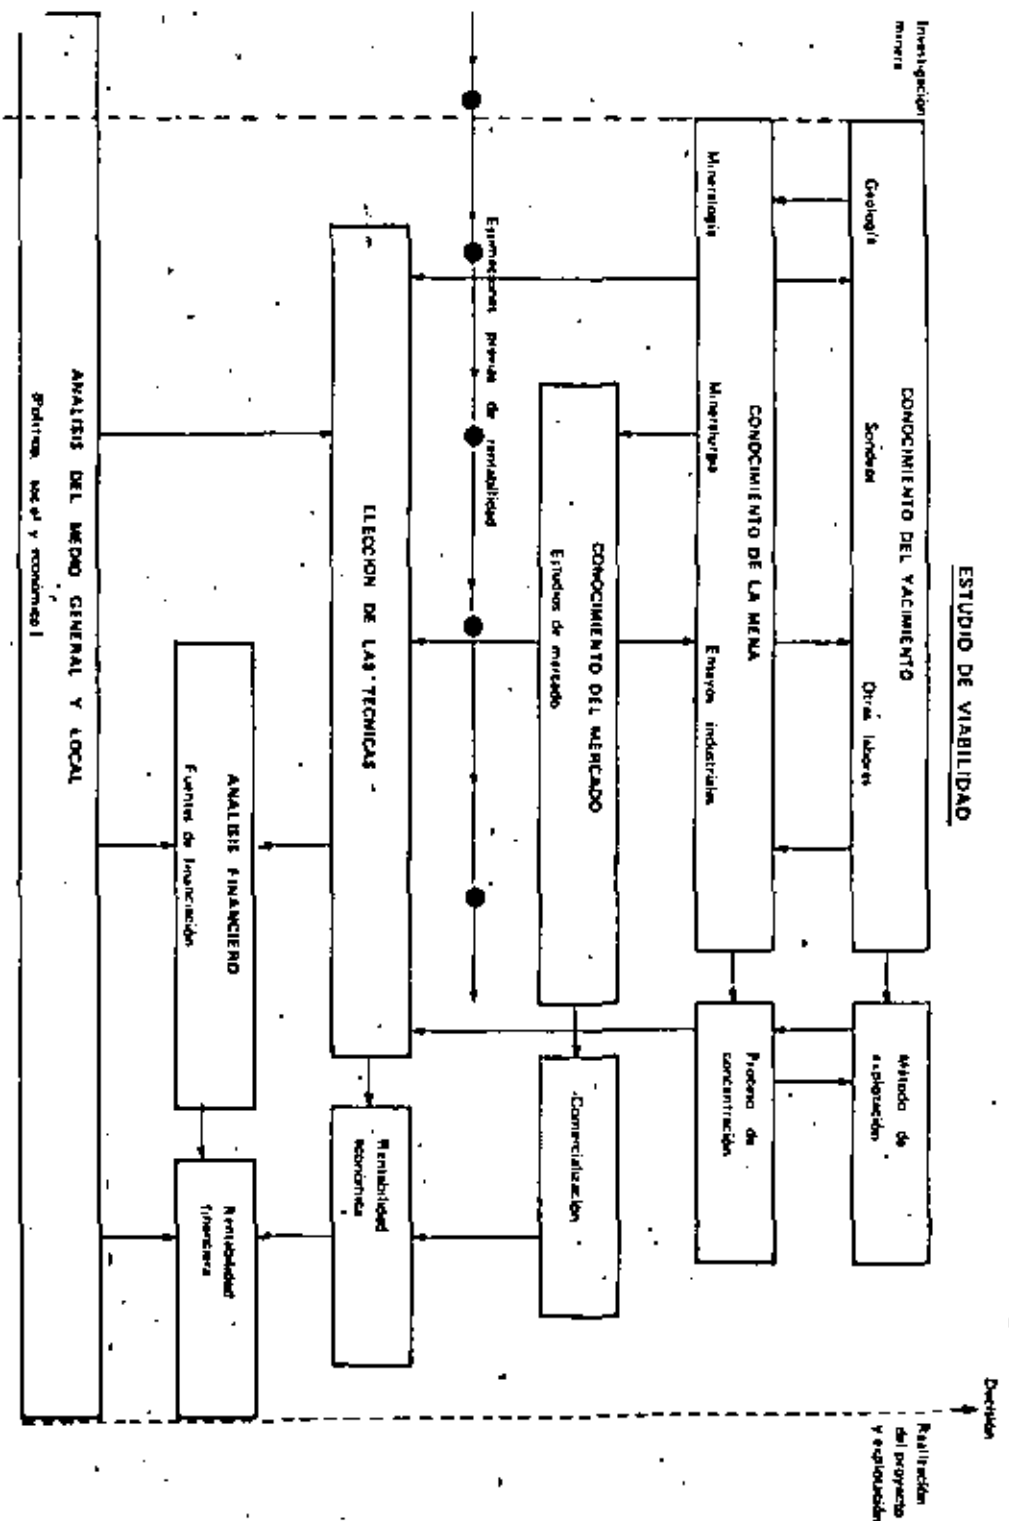 ESTUDIO DE VIABILIDAD
Investigación
minera
Decisión
Realización
del proyecto
y explotación
CONOCIMIENTO DEL YACIMIENTO
Geología Sondeos Otras labores
Método de
explotación
CONOCIMIENTO DE LA MENA
Mineralogía Mineralurgia Ensayos industriales
Proceso de
concentración
CONOCIMIENTO DEL MERCADO
Estudios de mercado
Comercialización
Estimaciones previas de rentabilidad
ELECCION DE LAS TECNICAS
Rentabilidad
económica
ANALISIS FINANCIERO
Fuentes de financiación
Rentabilidad
financiera
ANALISIS DEL MEDIO GENERAL Y LOCAL
(Político, social y económico)